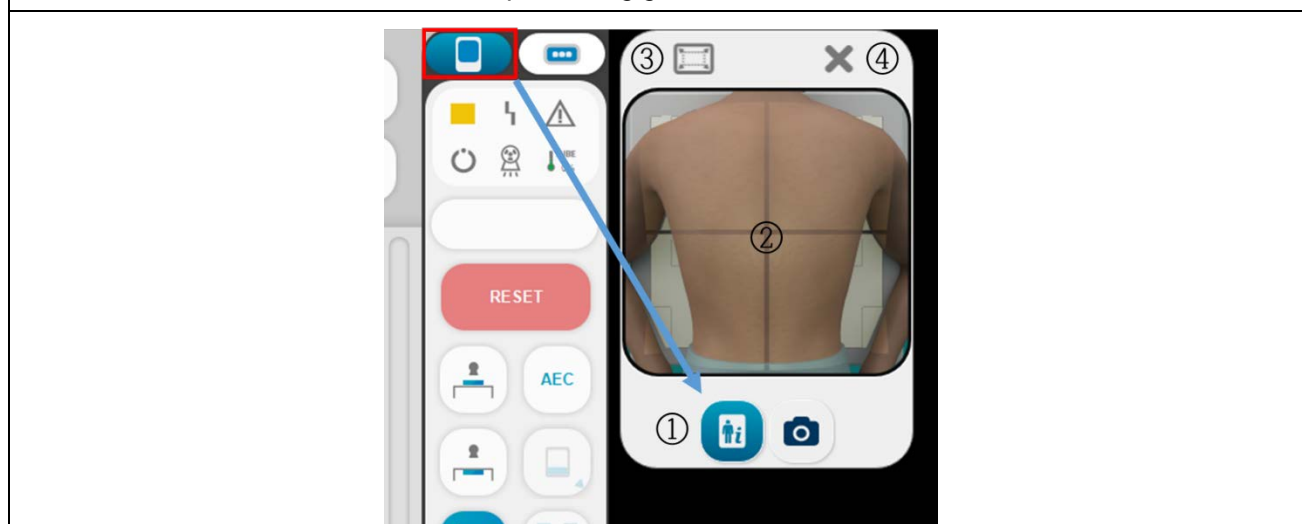 ③ ④
②
RESET
AEC
① i